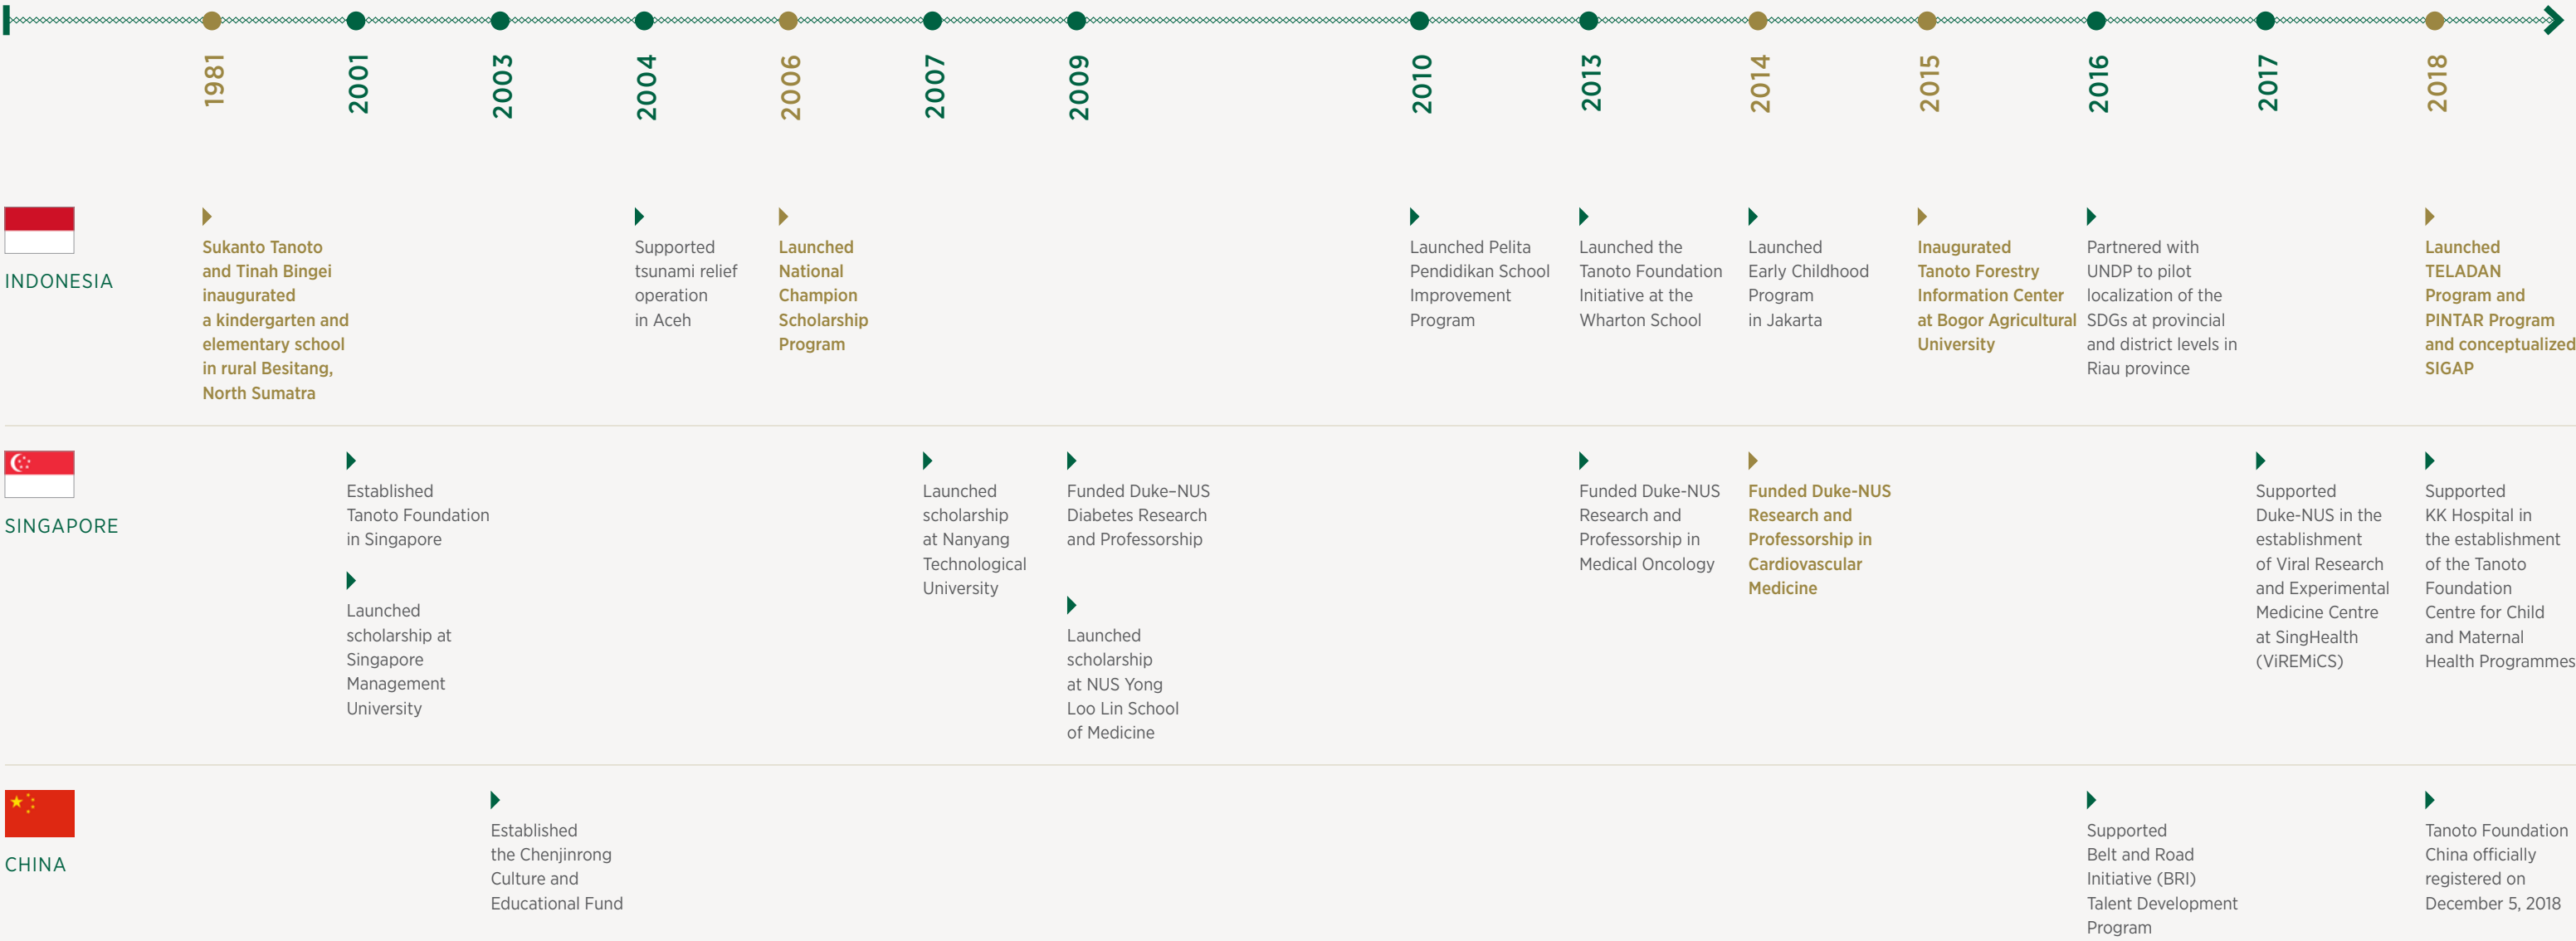 1981
2001
2003
2004
2006
2007
2009
2010
2013
2014
2015
2016
2017
2018
INDONESIA
Sukanto Tanoto
and Tinah Bingei
inaugurated
a kindergarten and
elementary school
in rural Besitang,
North Sumatra
Supported
tsunami relief
operation
in Aceh
Launched
National
Champion
Scholarship
Program
Launched Pelita
Pendidikan School
Improvement
Program
Launched the
Tanoto Foundation
Initiative at the
Wharton School
Launched
Early Childhood
Program
in Jakarta
Inaugurated
Tanoto Forestry
Information Center
at Bogor Agricultural
University
Partnered with
UNDP to pilot
localization of the
SDGs at provincial
and district levels in
Riau province
Launched
TELADAN
Program and
PINTAR Program
and conceptualized
SIGAP
SINGAPORE
Established
Tanoto Foundation
in Singapore
Launched
scholarship at
Singapore
Management
University
Launched
scholarship
at Nanyang
Technological
University
Funded Duke–NUS
Diabetes Research
and Professorship
Launched
scholarship
at NUS Yong
Loo Lin School
of Medicine
Funded Duke-NUS
Research and
Professorship in
Medical Oncology
Funded Duke-NUS
Research and
Professorship in
Cardiovascular
Medicine
Supported
Duke-NUS in the
establishment
of Viral Research
and Experimental
Medicine Centre
at SingHealth
(ViREMiCS)
Supported
KK Hospital in
the establishment
of the Tanoto
Foundation
Centre for Child
and Maternal
Health Programmes
CHINA
Established
the Chenjinrong
Culture and
Educational Fund
Supported
Belt and Road
Initiative (BRI)
Talent Development
Program
Tanoto Foundation
China officially
registered on
December 5, 2018